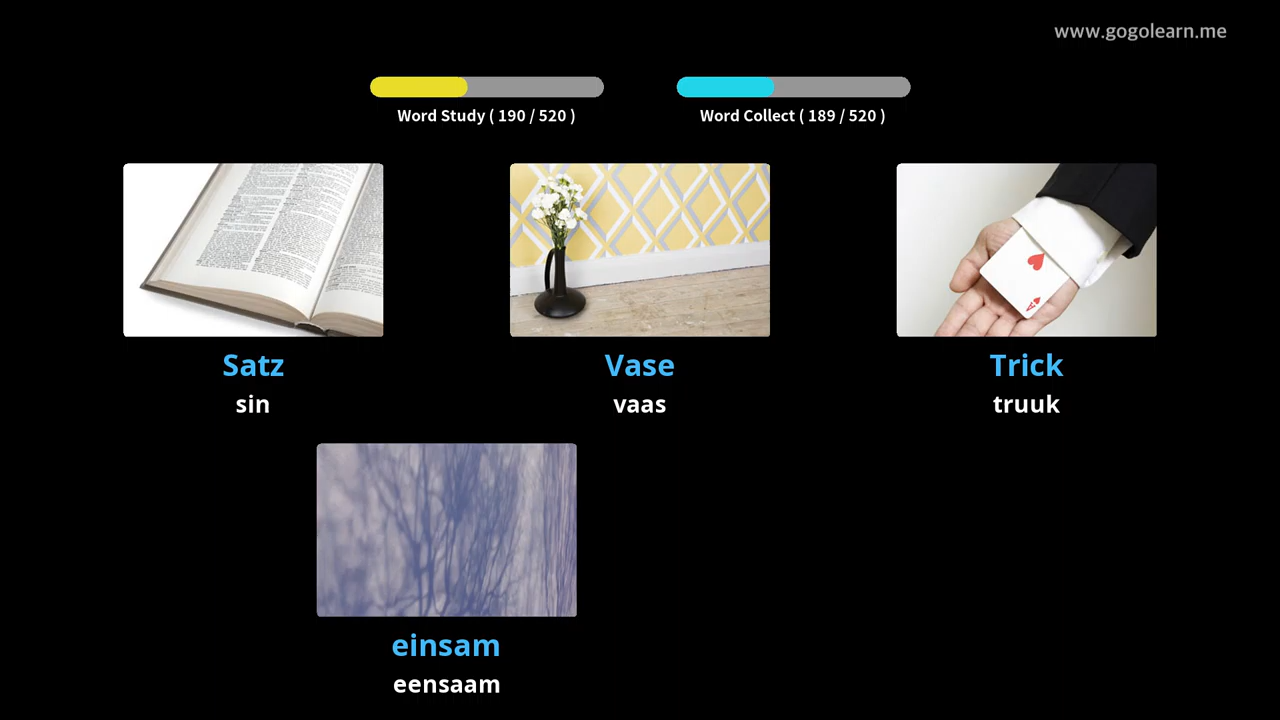 www.gogolearn.me
Word Study ( 190 / 520 )
Word Collect ( 189 / 520 )
Satz
sin
Vase
vaas
Trick
truuk
einsam
eensaam